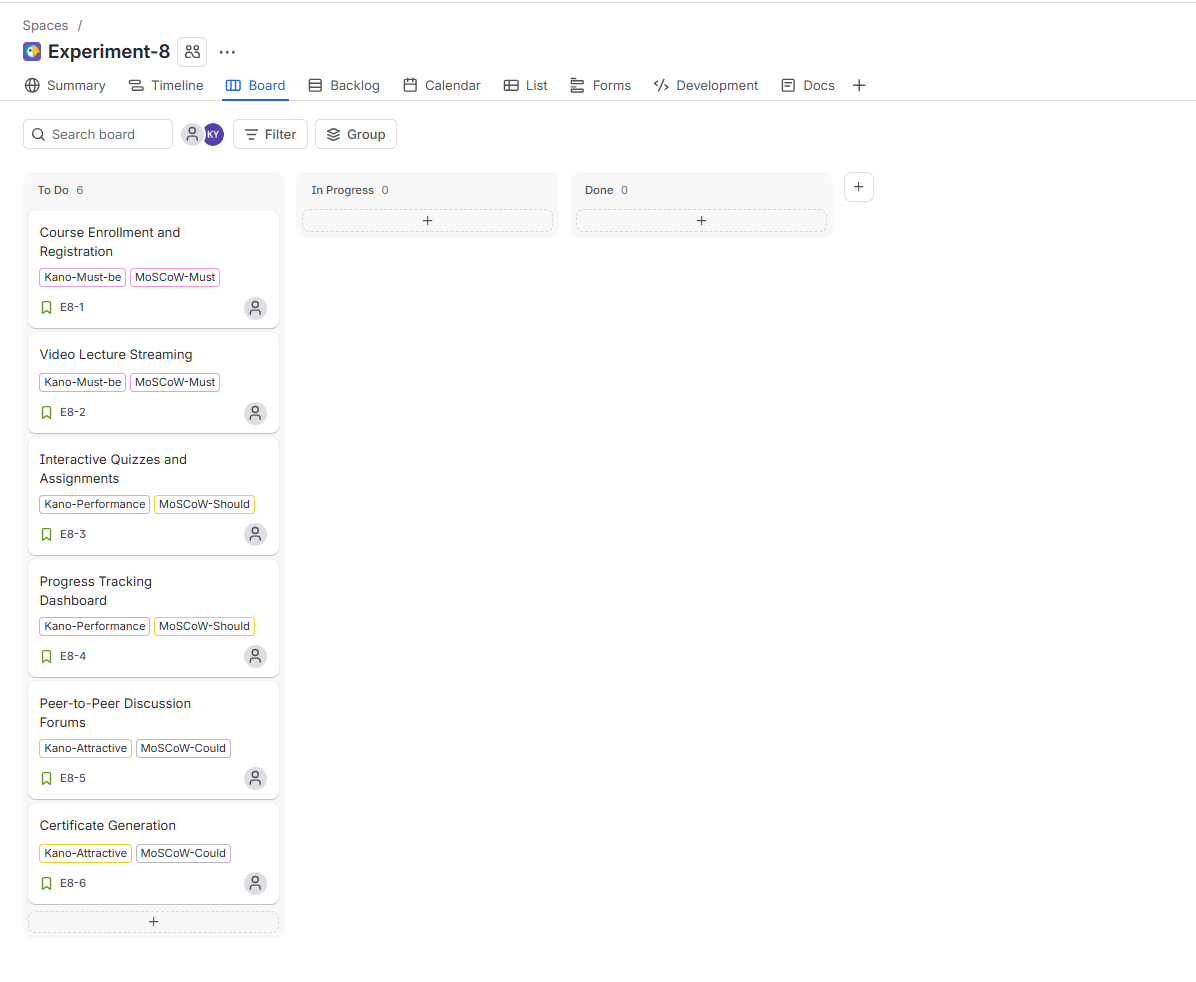 Spaces /
Experiment-8
Summary Timeline Board Backlog Calendar List Forms Development Docs
Search board KY Filter Group
To Do 6 In Progress 0 Done 0
Course Enrollment and
Registration
Kano-Must-be MoSCoW-Must
E8-1
Video Lecture Streaming
Kano-Must-be MoSCoW-Must
E8-2
Interactive Quizzes and
Assignments
Kano-Performance MoSCoW-Should
E8-3
Progress Tracking
Dashboard
Kano-Performance MoSCoW-Should
E8-4
Peer-to-Peer Discussion
Forums
Kano-Attractive MoSCoW-Could
E8-5
Certificate Generation
Kano-Attractive MoSCoW-Could
E8-6